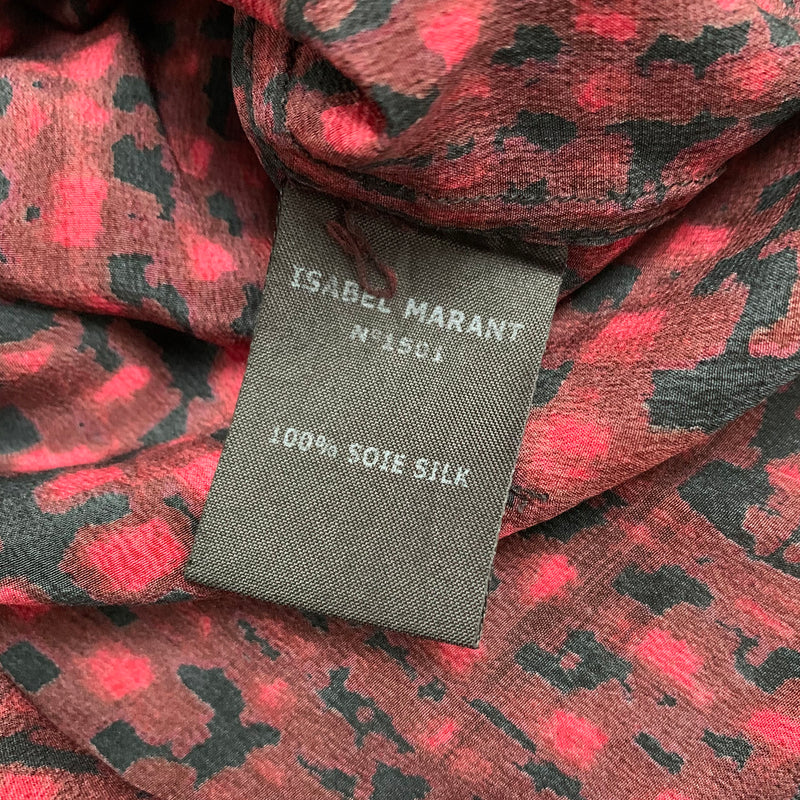 ISABEL MARANT
N°1501
100% SOIE SILK